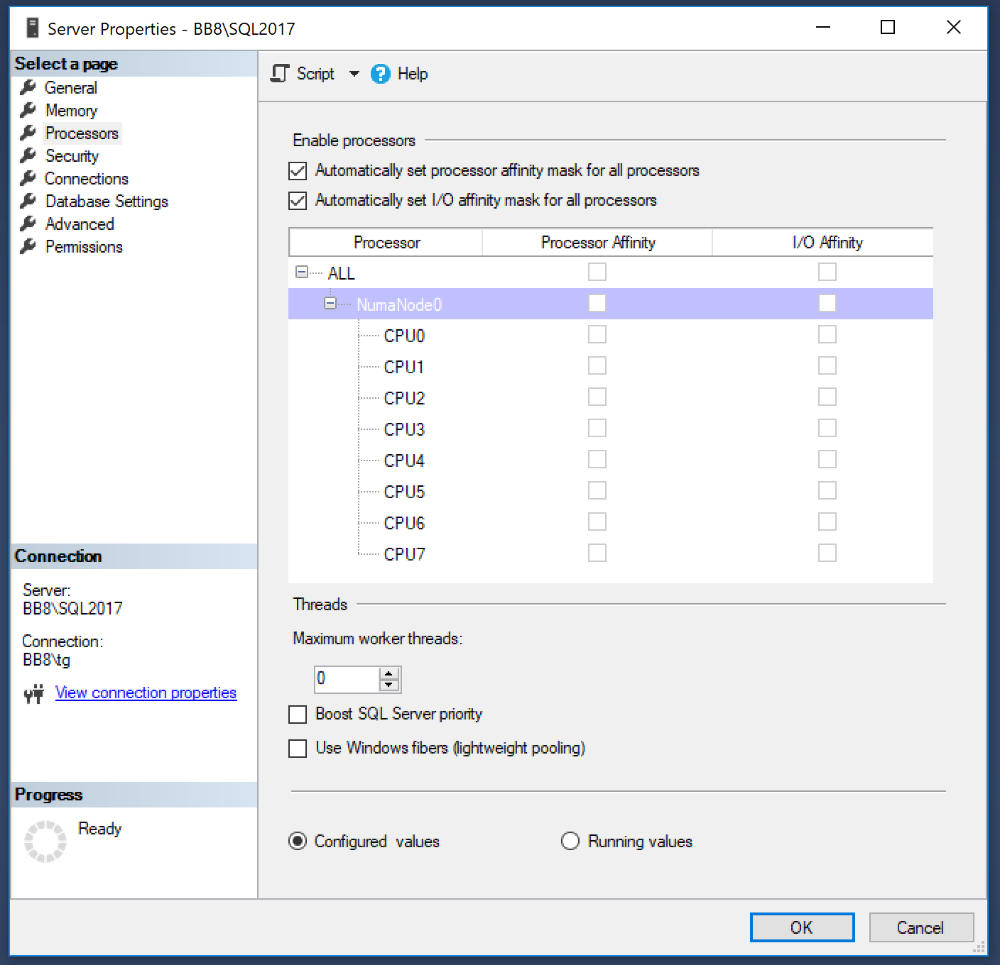 Server Properties - BB8\SQL2017
Select a page
General
Memory
Processors
Security
Connections
Database Settings
Advanced
Permissions
Connection
Server:
BB8\SQL2017
Connection:
BB8\tg
View connection properties
Progress
Ready
Script
Help
Enable processors
Automatically set processor affinity mask for all processors
Automatically set I/O affinity mask for all processors
Processor Processor Affinity I/O Affinity
ALL
NumaNode0
CPU0
CPU1
CPU2
CPU3
CPU4
CPU5
CPU6
CPU7
Threads
Maximum worker threads:
0
Boost SQL Server priority
Use Windows fibers (lightweight pooling)
Configured values Running values
OK Cancel